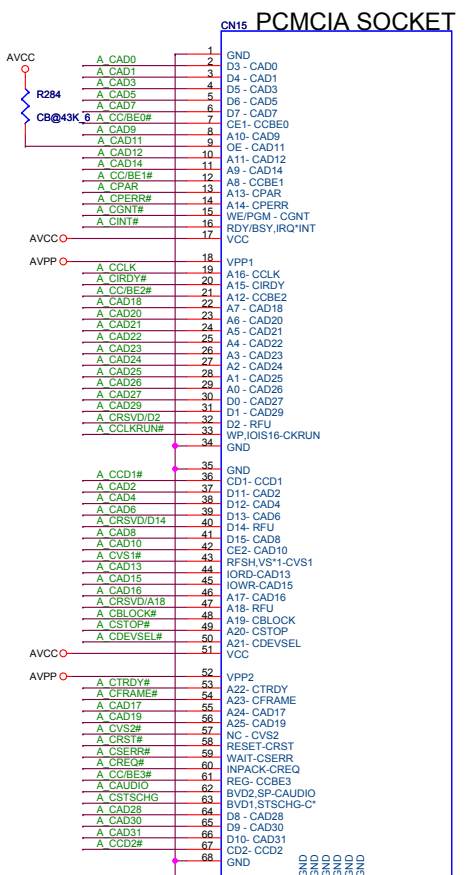 CN15 PCMCIA SOCKET
AVCC
R284
CB@43K_6
1 GND
A_CAD0 2 D3 - CAD0
A_CAD1 3 D4 - CAD1
A_CAD3 4 D5 - CAD3
A_CAD5 5 D6 - CAD5
A_CAD7 6 D7 - CAD7
A_CC/BE0# 7 CE1- CCBE0
A_CAD9 8 A10- CAD9
A_CAD11 9 OE - CAD11
A_CAD12 10 A11- CAD12
A_CAD14 11 A9 - CAD14
A_CC/BE1# 12 A8 - CCBE1
A_CPAR 13 A13- CPAR
A_CPERR# 14 A14- CPERR
A_CGNT# 15 WE/PGM - CGNT
A_CINT# 16 RDY/BSY,IRQ*INT
AVCC 17 VCC
AVPP 18 VPP1
A_CCLK 19 A16- CCLK
A_CIRDY# 20 A15- CIRDY
A_CC/BE2# 21 A12- CCBE2
A_CAD18 22 A7 - CAD18
A_CAD20 23 A6 - CAD20
A_CAD21 24 A5 - CAD21
A_CAD22 25 A4 - CAD22
A_CAD23 26 A3 - CAD23
A_CAD24 27 A2 - CAD24
A_CAD25 28 A1 - CAD25
A_CAD26 29 A0 - CAD26
A_CAD27 30 D0 - CAD27
A_CAD29 31 D1 - CAD29
A_CRSVD/D2 32 D2 - RFU
A_CCLKRUN# 33 WP,IOIS16-CKRUN
34 GND
35 GND
A_CCD1# 36 CD1- CCD1
A_CAD2 37 D11- CAD2
A_CAD4 38 D12- CAD4
A_CAD6 39 D13- CAD6
A_CRSVD/D14 40 D14- RFU
A_CAD8 41 D15- CAD8
A_CAD10 42 CE2- CAD10
A_CVS1# 43 RFSH,VS*1-CVS1
A_CAD13 44 IORD-CAD13
A_CAD15 45 IOWR-CAD15
A_CAD16 46 A17- CAD16
A_CRSVD/A18 47 A18- RFU
A_CBLOCK# 48 A19- CBLOCK
A_CSTOP# 49 A20- CSTOP
A_CDEVSEL# 50 A21- CDEVSEL
AVCC 51 VCC
AVPP 52 VPP2
A_CTRDY# 53 A22- CTRDY
A_CFRAME# 54 A23- CFRAME
A_CAD17 55 A24- CAD17
A_CAD19 56 A25- CAD19
A_CVS2# 57 NC - CVS2
A_CRST# 58 RESET-CRST
A_CSERR# 59 WAIT-CSERR
A_CREQ# 60 INPACK-CREQ
A_CC/BE3# 61 REG- CCBE3
A_CAUDIO 62 BVD2,SP-CAUDIO
A_CSTSCHG 63 BVD1,STSCHG-C*
A_CAD28 64 D8 - CAD28
A_CAD30 65 D9 - CAD30
A_CAD31 66 D10- CAD31
A_CCD2# 67 CD2- CCD2
68 GND
GND
GND
GND
GND
GND
GND